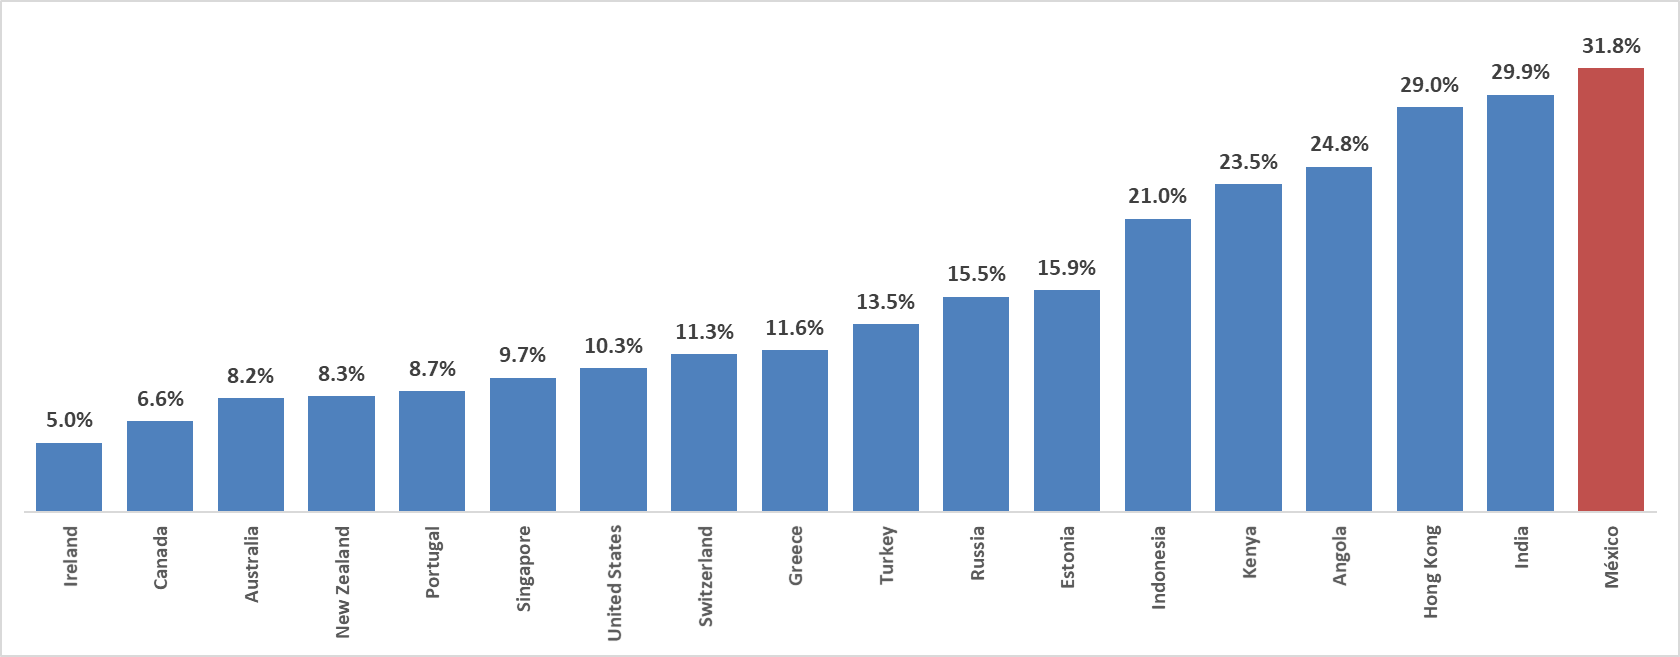 5.0%
6.6%
8.2%
8.3%
8.7%
9.7%
10.3%
11.3%
11.6%
13.5%
15.5%
15.9%
21.0%
23.5%
24.8%
29.0%
29.9%
31.8%
Ireland
Canada
Australia
New Zealand
Portugal
Singapore
United States
Switzerland
Greece
Turkey
Russia
Estonia
Indonesia
Kenya
Angola
Hong Kong
India
México